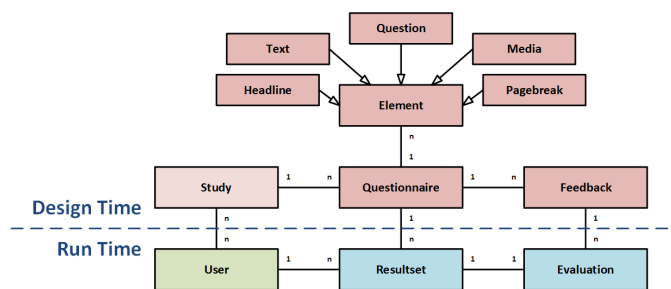 Question
Text
Media
Headline
Element
Pagebreak
n
1
Study
1
n
Questionnaire
1
n
Feedback
Design Time
n
1
1
Run Time
n
n
n
User
1
n
Resultset
1
1
Evaluation